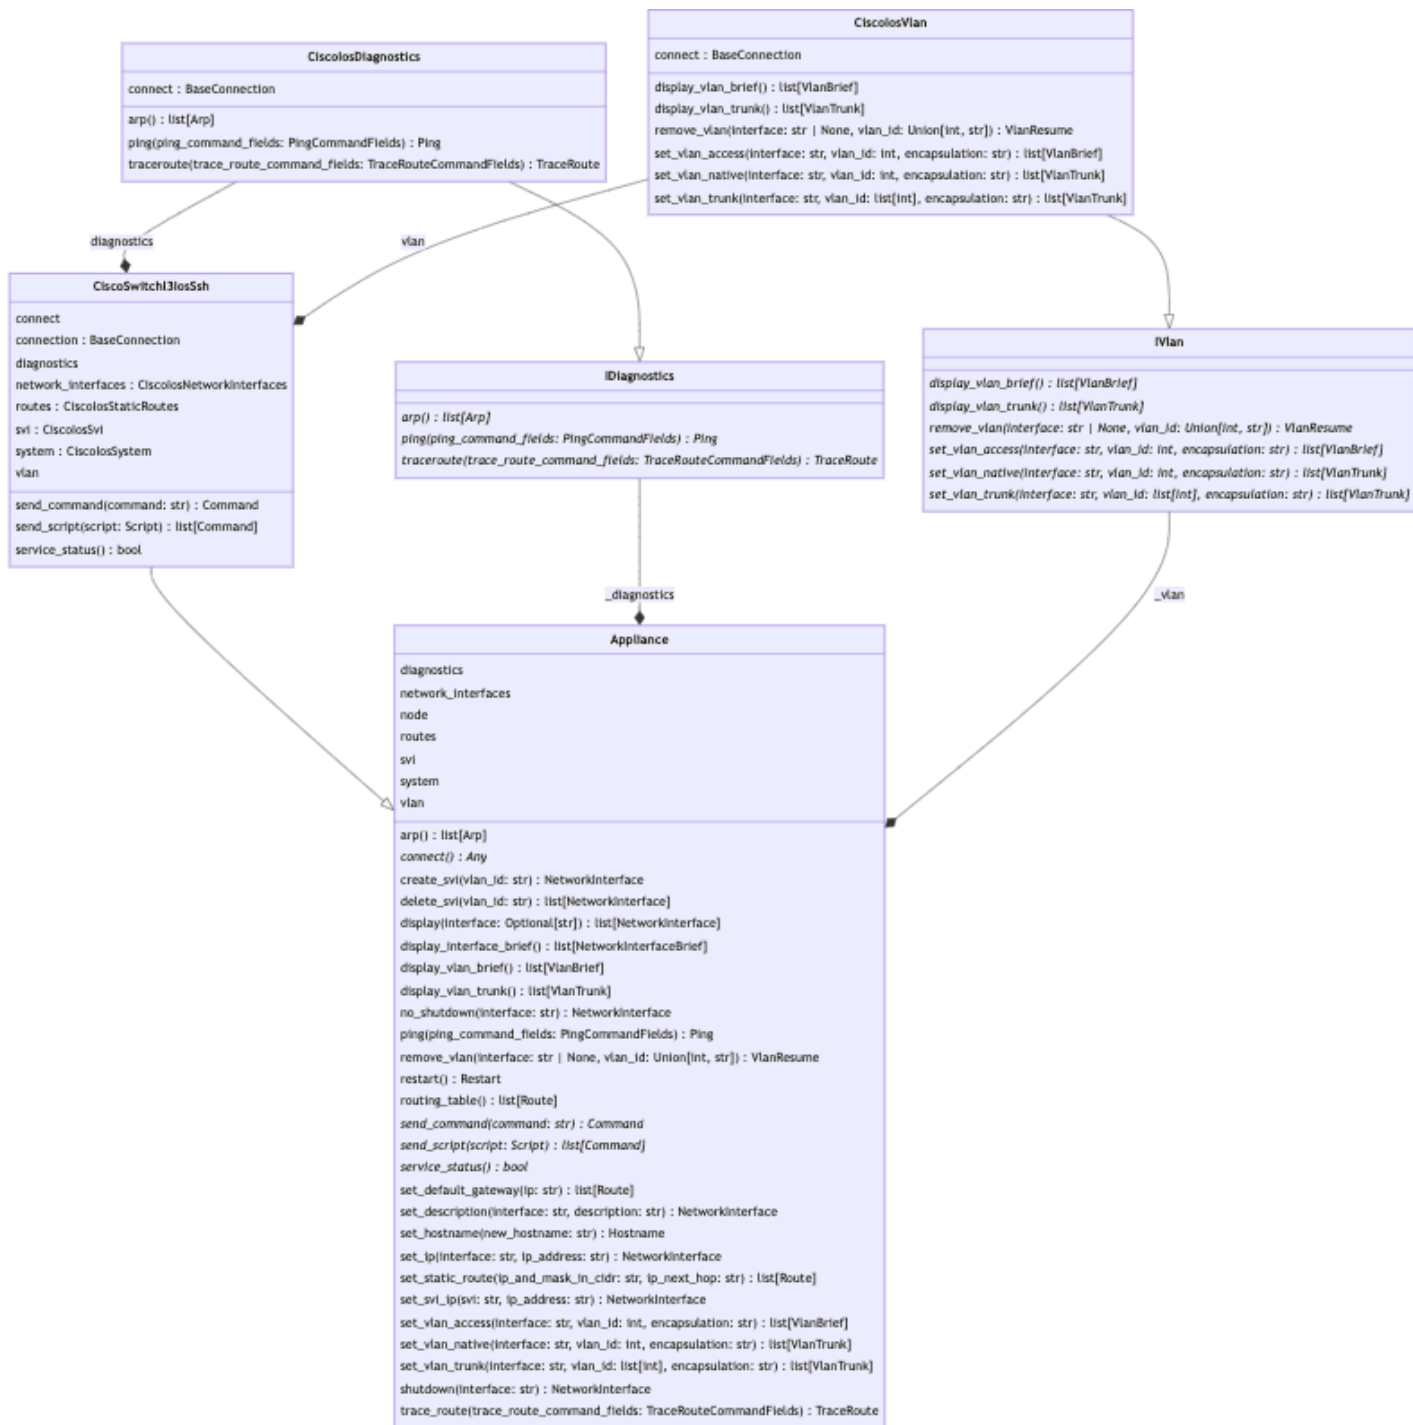 CiscoIosVlan
connect : BaseConnection
display_vlan_brief() : list[VlanBrief]
display_vlan_trunk() : list[VlanTrunk]
remove_vlan(interface: str | None, vlan_id: Union[int, str]) : VlanResume
set_vlan_access(interface: str, vlan_id: int, encapsulation: str) : list[VlanBrief]
set_vlan_native(interface: str, vlan_id: int, encapsulation: str) : list[VlanTrunk]
set_vlan_trunk(interface: str, vlan_id: list[int], encapsulation: str) : list[VlanTrunk]
CiscoIosDiagnostics
connect : BaseConnection
arp() : list[Arp]
ping(ping_command_fields: PingCommandFields) : Ping
traceroute(trace_route_command_fields: TraceRouteCommandFields) : TraceRoute
diagnostics
vlan
CiscoSwitchl3IosSsh
connect
connection : BaseConnection
diagnostics
network_interfaces : CiscoIosNetworkInterfaces
routes : CiscoIosStaticRoutes
svi : CiscoIosSvi
system : CiscoIosSystem
vlan
send_command(command: str) : Command
send_script(script: Script) : list[Command]
service_status() : bool
IDiagnostics
arp() : list[Arp]
ping(ping_command_fields: PingCommandFields) : Ping
traceroute(trace_route_command_fields: TraceRouteCommandFields) : TraceRoute
IVlan
display_vlan_brief() : list[VlanBrief]
display_vlan_trunk() : list[VlanTrunk]
remove_vlan(interface: str | None, vlan_id: Union[int, str]) : VlanResume
set_vlan_access(interface: str, vlan_id: int, encapsulation: str) : list[VlanBrief]
set_vlan_native(interface: str, vlan_id: int, encapsulation: str) : list[VlanTrunk]
set_vlan_trunk(interface: str, vlan_id: list[int], encapsulation: str) : list[VlanTrunk]
_diagnostics
_vlan
Appliance
diagnostics
network_interfaces
node
routes
svi
system
vlan
arp() : list[Arp]
connect() : Any
create_svi(vlan_id: str) : NetworkInterface
delete_svi(vlan_id: str) : list[NetworkInterface]
display(interface: Optional[str]) : list[NetworkInterface]
display_interface_brief() : list[NetworkInterfaceBrief]
display_vlan_brief() : list[VlanBrief]
display_vlan_trunk() : list[VlanTrunk]
no_shutdown(interface: str) : NetworkInterface
ping(ping_command_fields: PingCommandFields) : Ping
remove_vlan(interface: str | None, vlan_id: Union[int, str]) : VlanResume
restart() : Restart
routing_table() : list[Route]
send_command(command: str) : Command
send_script(script: Script) : list[Command]
service_status() : bool
set_default_gateway(ip: str) : list[Route]
set_description(interface: str, description: str) : NetworkInterface
set_hostname(new_hostname: str) : Hostname
set_ip(interface: str, ip_address: str) : NetworkInterface
set_static_route(ip_and_mask_in_cidr: str, ip_next_hop: str) : list[Route]
set_svi_ip(svi: str, ip_address: str) : NetworkInterface
set_vlan_access(interface: str, vlan_id: int, encapsulation: str) : list[VlanBrief]
set_vlan_native(interface: str, vlan_id: int, encapsulation: str) : list[VlanTrunk]
set_vlan_trunk(interface: str, vlan_id: list[int], encapsulation: str) : list[VlanTrunk]
shutdown(interface: str) : NetworkInterface
trace_route(trace_route_command_fields: TraceRouteCommandFields) : TraceRoute